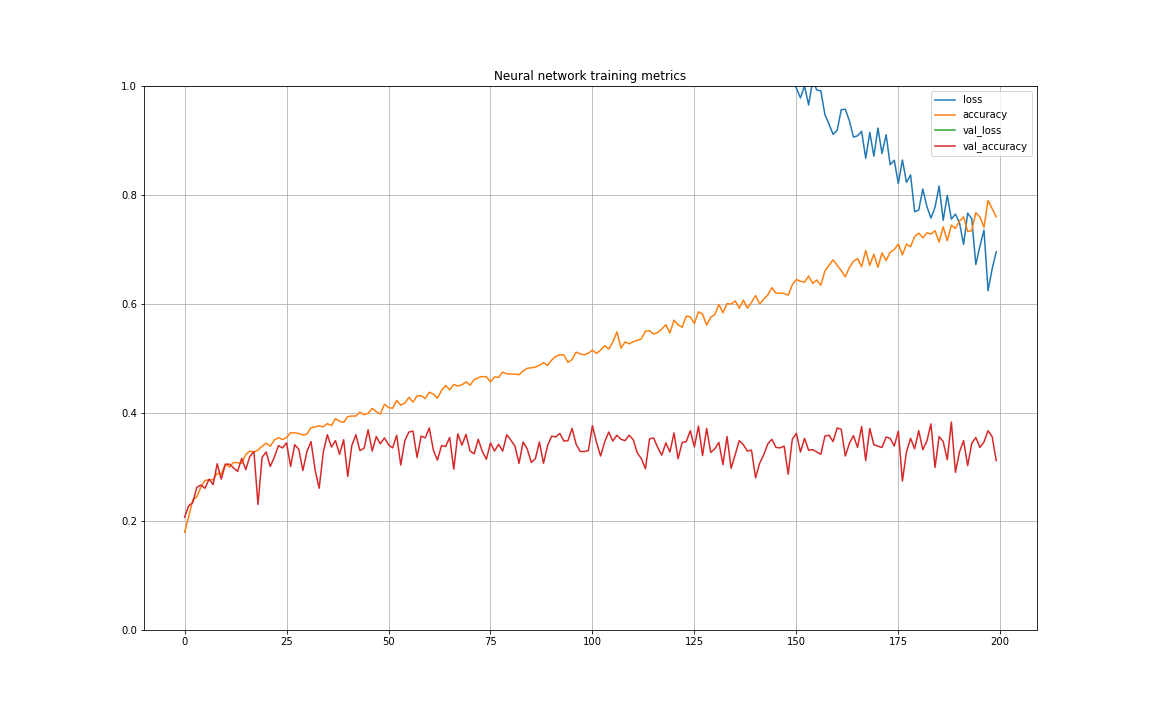 Neural network training metrics
1.0
loss
accuracy
val_loss
val_accuracy
0.8
0.6
0.4
0.2
0.0
0 25 50 75 100 125 150 175 200